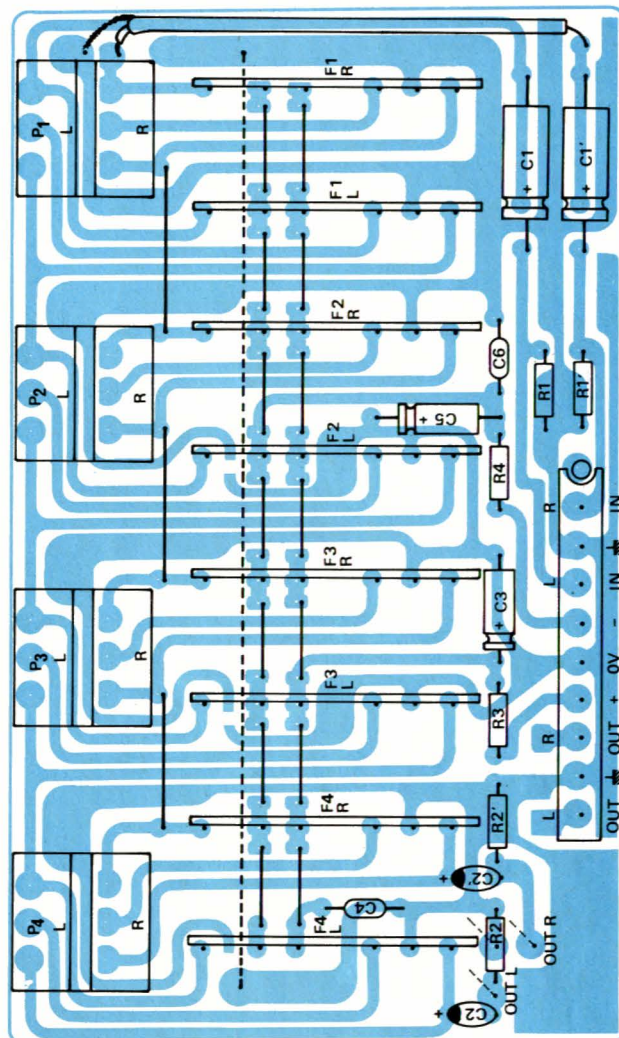 P1
L
R
F1
R
F1
L
+ C1
+ C1'
P2
L
R
F2
R
C6
R1
R1'
C5 +
F2
L
R4
P3
L
R
F3
R
+ C3
F3
L
R3
F4
R
R2'
+
C2'
P4
L
R
F4
L
C4
R2
OUT R
OUT L
+
C2
R
L
R
L
OUT
OUT
+
0V
-
IN
IN